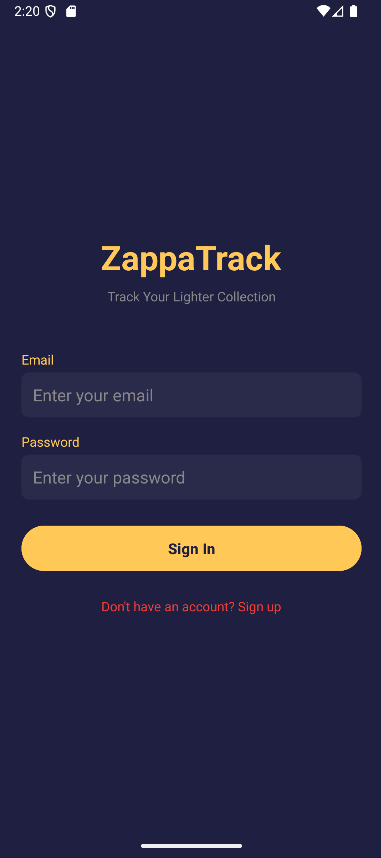 2:20
ZappaTrack
Track Your Lighter Collection
Email
Enter your email
Password
Enter your password
Sign In
Don't have an account? Sign up